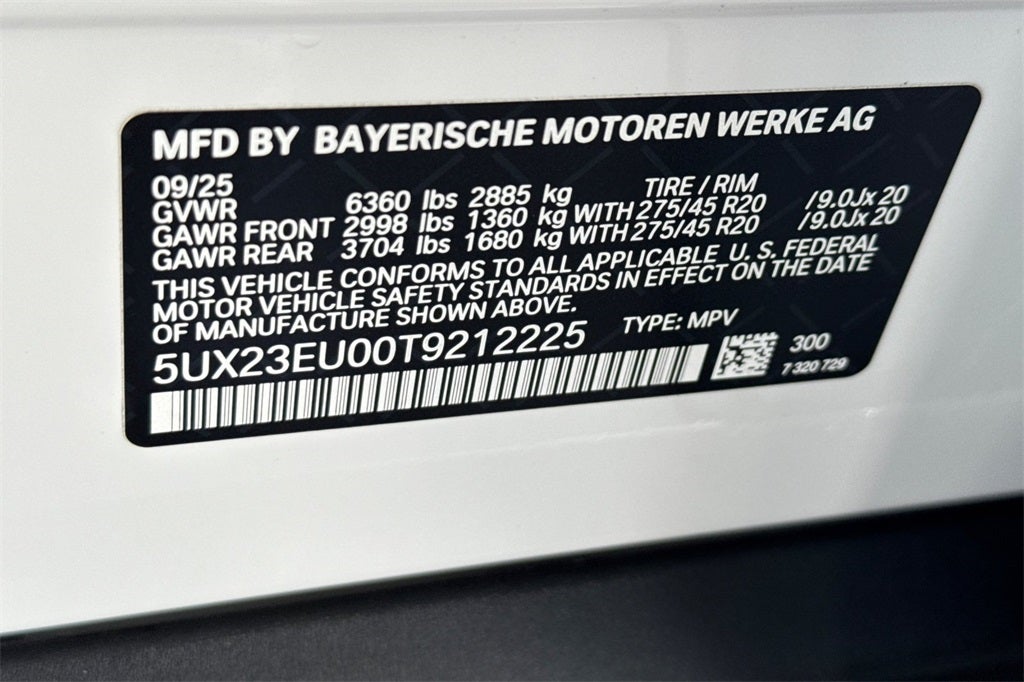 MFD BY BAYERISCHE MOTOREN WERKE AG
09/25 TIRE / RIM
GVWR 6360 lbs 2885 kg
GAWR FRONT 2998 lbs 1360 kg WITH 275/45 R20 /9.0Jx20
GAWR REAR 3704 lbs 1680 kg WITH 275/45 R20 /9.0Jx20
THIS VEHICLE CONFORMS TO ALL APPLICABLE U. S. FEDERAL
MOTOR VEHICLE SAFETY STANDARDS IN EFFECT ON THE DATE
OF MANUFACTURE SHOWN ABOVE.
5UX23EU00T9212225 TYPE: MPV
300
7 320 729